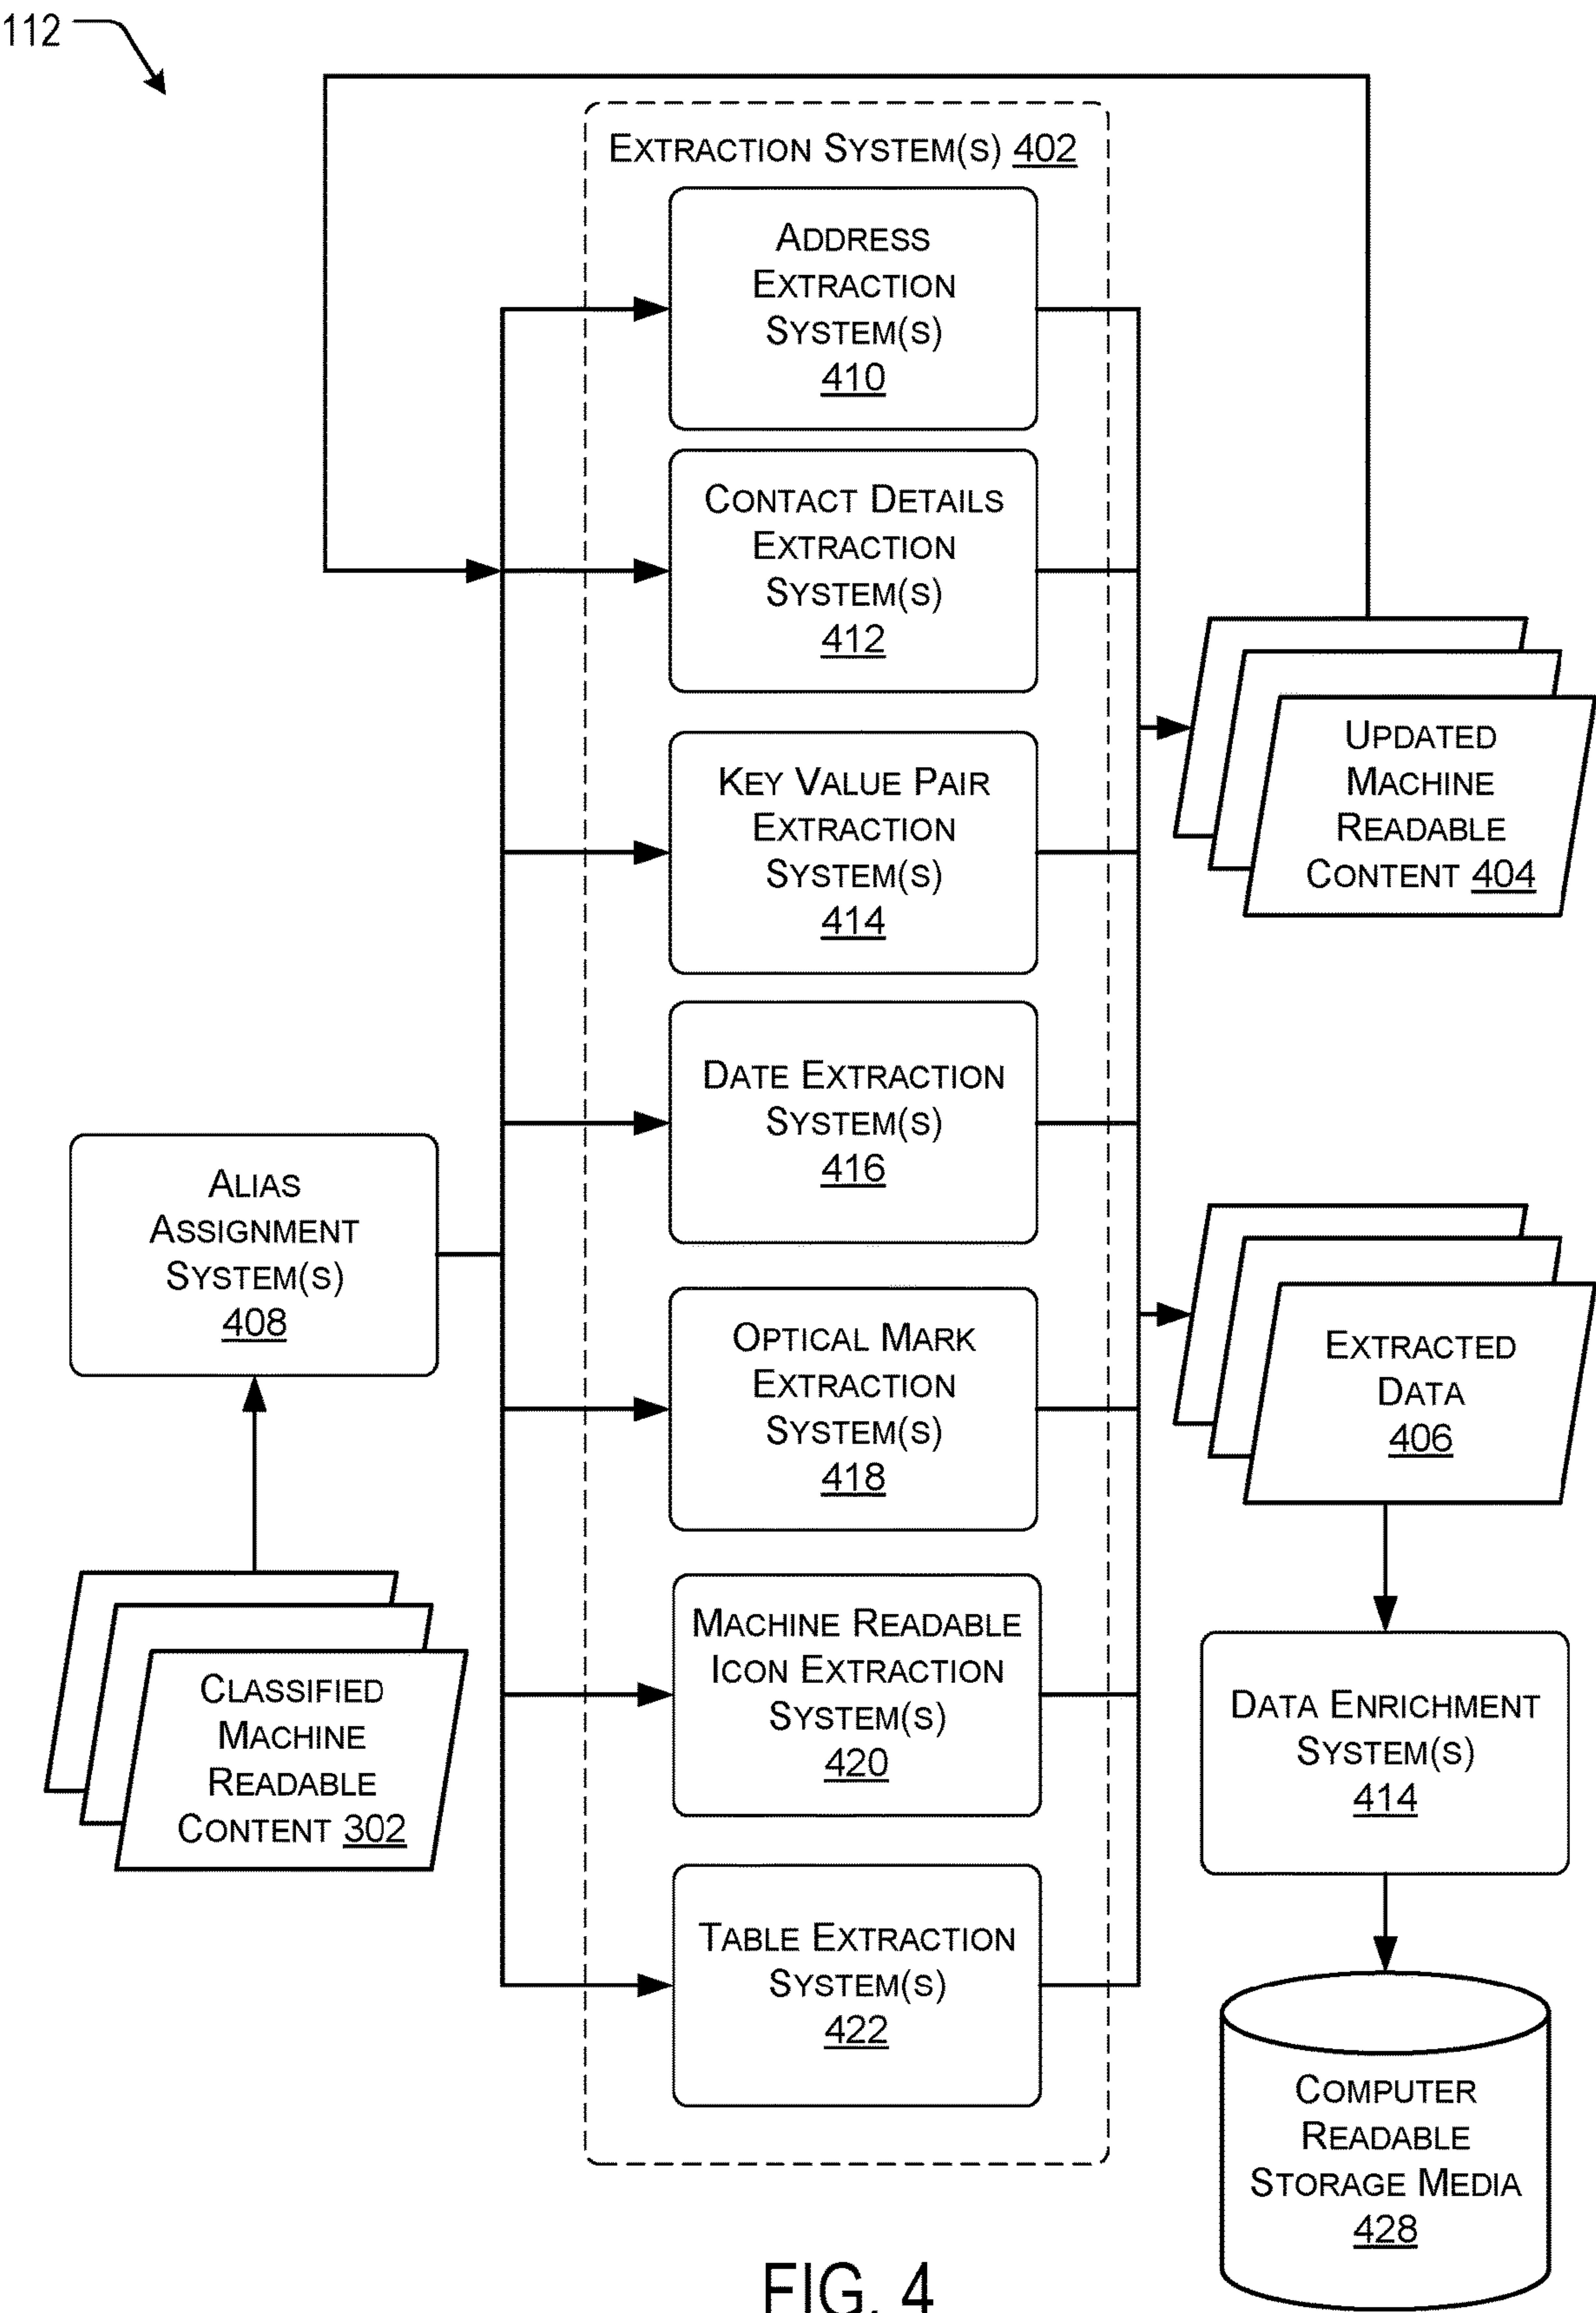 112
EXTRACTION SYSTEM(S) 402
ADDRESS
EXTRACTION
SYSTEM(S)
410
CONTACT DETAILS
EXTRACTION
SYSTEM(S)
412
KEY VALUE PAIR
EXTRACTION
SYSTEM(S)
414
DATE EXTRACTION
SYSTEM(S)
416
OPTICAL MARK
EXTRACTION
SYSTEM(S)
418
MACHINE READABLE
ICON EXTRACTION
SYSTEM(S)
420
TABLE EXTRACTION
SYSTEM(S)
422
ALIAS
ASSIGNMENT
SYSTEM(S)
408
CLASSIFIED
MACHINE
READABLE
CONTENT 302
UPDATED
MACHINE
READABLE
CONTENT 404
EXTRACTED
DATA
406
DATA ENRICHMENT
SYSTEM(S)
414
COMPUTER
READABLE
STORAGE MEDIA
428
FIG. 4